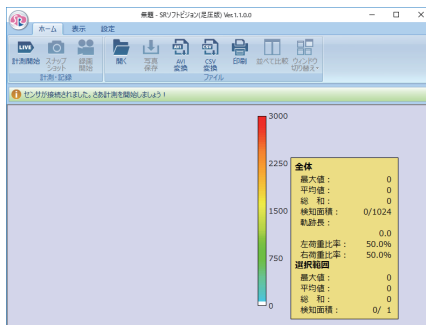 無題 - SRソフトビジョン(足圧版) Ver.1.1.0.0
ホーム 表示 設定
LIVE AVI CSV
計測開始 スナップショット 録画開始 開く 写真保存 AVI変換 CSV変換 印刷 並べて比較 ウィンドウ切り替え
計測・記録 ファイル
センサが接続されました。さあ計測を開始しましょう！
3000
2250
1500
750
0
全体
最大値： 0
平均値： 0
総 和： 0
検知面積： 0/1024
軌跡長：
0.0
左荷重比率： 50.0%
右荷重比率： 50.0%
選択範囲
最大値： 0
平均値： 0
総 和： 0
検知面積： 0/ 1